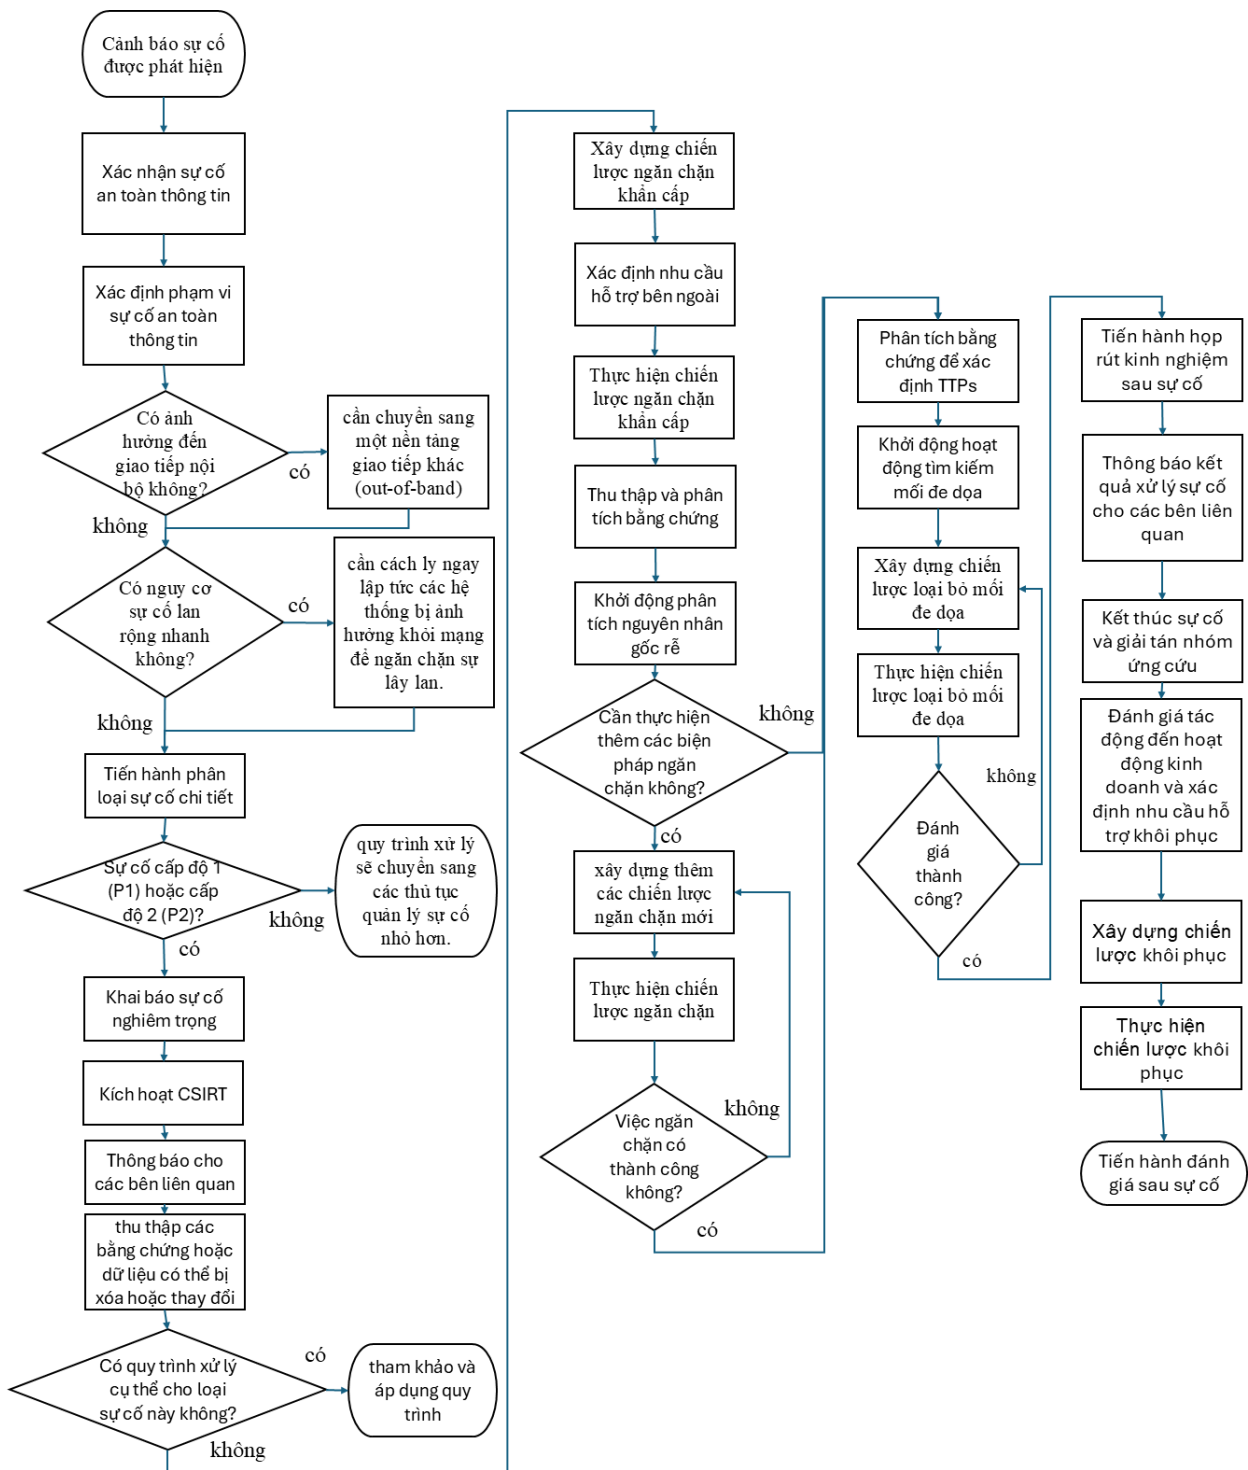 Cảnh báo sự cố
được phát hiện
Xác nhận sự cố
an toàn thông tin
Xác định phạm vi
sự cố an toàn
thông tin
Có ảnh
hưởng đến
giao tiếp nội
bộ không?
có
cần chuyển sang
một nền tảng
giao tiếp khác
(out-of-band)
không
Có nguy cơ
sự cố lan
rộng nhanh
không?
có
cần cách ly ngay
lập tức các hệ
thống bị ảnh
hưởng khỏi mạng
để ngăn chặn sự
lây lan.
không
Tiến hành phân
loại sự cố chi tiết
Sự cố cấp độ 1
(P1) hoặc cấp
độ 2 (P2)?
không
quy trình xử lý
sẽ chuyển sang
các thủ tục
quản lý sự cố
nhỏ hơn.
có
Khai báo sự cố
nghiêm trọng
Kích hoạt CSIRT
Thông báo cho
các bên liên quan
thu thập các
bằng chứng hoặc
dữ liệu có thể bị
xóa hoặc thay đổi
Có quy trình xử lý
cụ thể cho loại
sự cố này không?
có
tham khảo và
áp dụng quy
trình
không
Xây dựng chiến
lược ngăn chặn
khẩn cấp
Xác định nhu cầu
hỗ trợ bên ngoài
Thực hiện chiến
lược ngăn chặn
khẩn cấp
Thu thập và phân
tích bằng chứng
Khởi động phân
tích nguyên nhân
gốc rễ
Cần thực hiện
thêm các biện
pháp ngăn
chặn không?
không
có
xây dựng thêm
các chiến lược
ngăn chặn mới
Thực hiện chiến
lược ngăn chặn
Việc ngăn
chặn có
thành công
không?
không
có
Phân tích bằng
chứng để xác
định TTPs
Khởi động hoạt
động tìm kiếm
mối đe dọa
Xây dựng chiến
lược loại bỏ mối
đe dọa
Thực hiện chiến
lược loại bỏ mối
đe dọa
Đánh
giá
thành
công?
không
có
Tiến hành họp
rút kinh nghiệm
sau sự cố
Thông báo kết
quả xử lý sự cố
cho các bên liên
quan
Kết thúc sự cố
và giải tán nhóm
ứng cứu
Đánh giá tác
động đến hoạt
động kinh
doanh và xác
định nhu cầu hỗ
trợ khôi phục
Xây dựng chiến
lược khôi phục
Thực hiện
chiến lược khôi
phục
Tiến hành đánh
giá sau sự cố